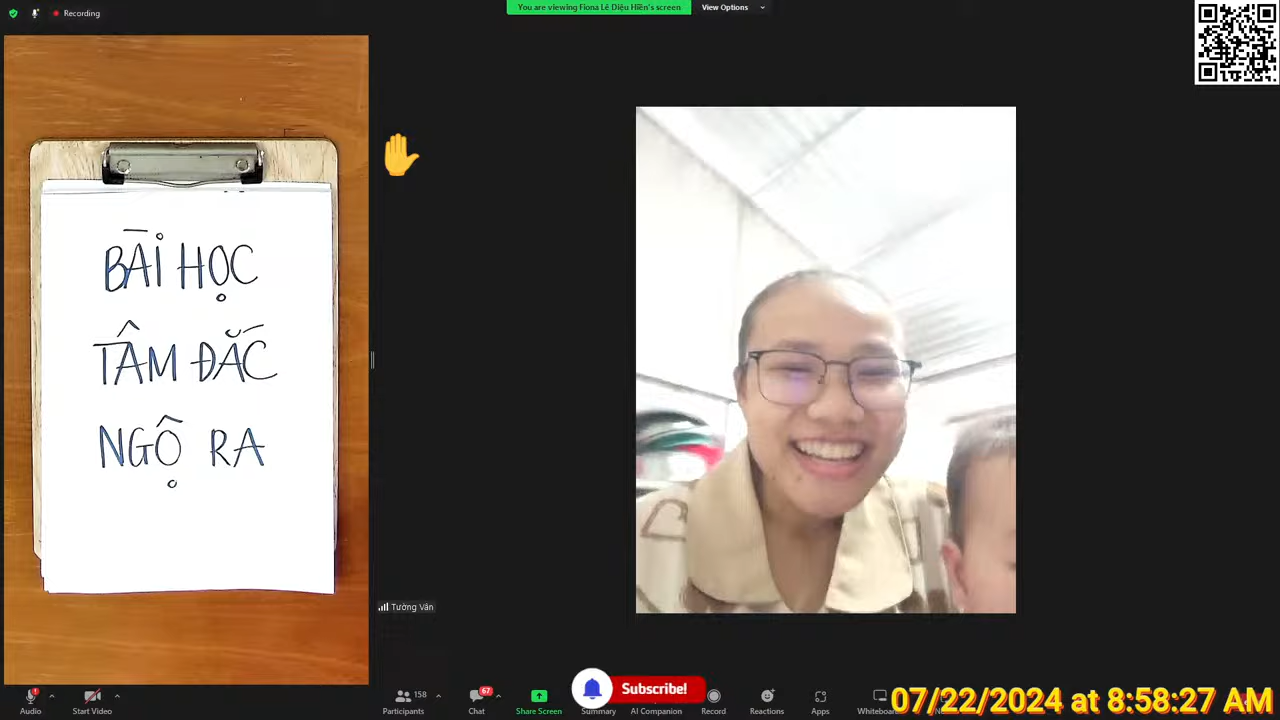 Recording
You are viewing Fiona Lê Diệu Hiền's screen
View Options
BÀI HỌC
TÂM ĐẮC
NGỘ RA
Tường Vân
Audio
Start Video
Participants
158
Chat
67
Share Screen
Subscribe!
Summary
AI Companion
Record
Reactions
Apps
Whiteboards
07/22/2024 at 8:58:27 AM